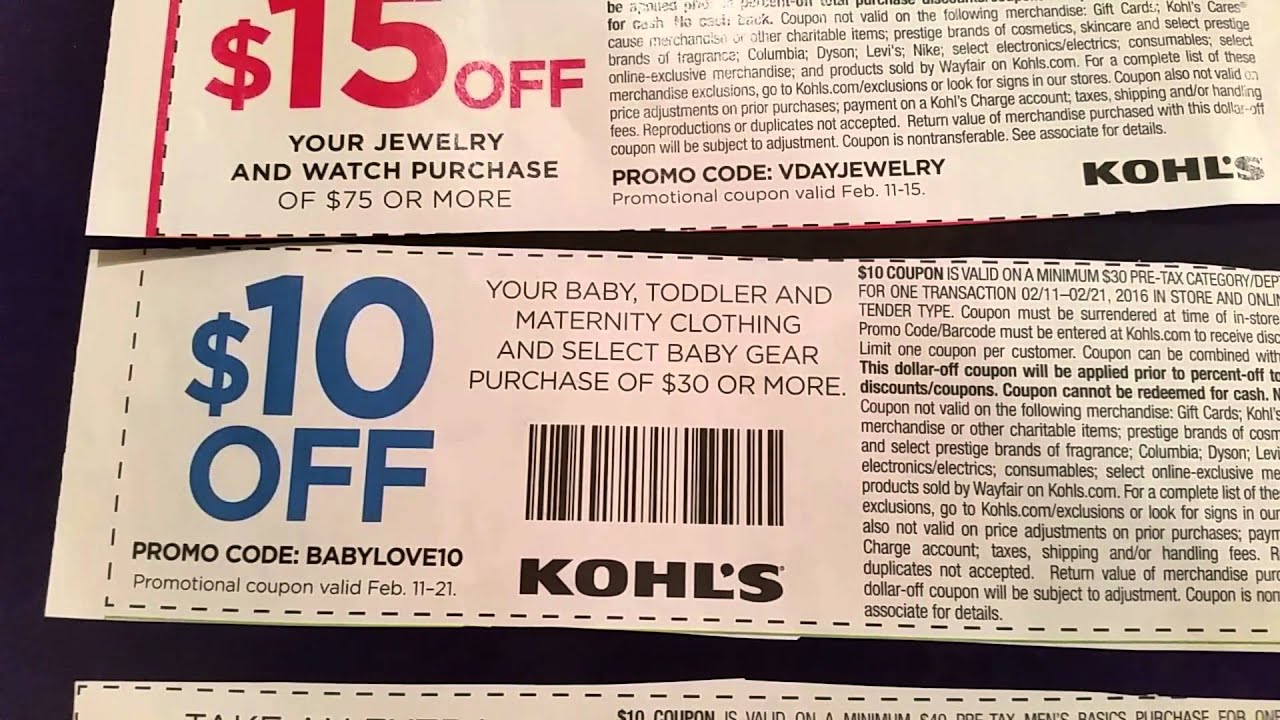 $15 OFF
YOUR JEWELRY
AND WATCH PURCHASE
OF $75 OR MORE
for cash. No cash back. Coupon not valid on the following merchandise: Gift Cards; Kohl's Cares®
cause merchandise or other charitable items; prestige brands of cosmetics, skincare and select prestige
brands of fragrance; Columbia; Dyson; Levi's; Nike; select electronics/electrics; consumables; select
online-exclusive merchandise; and products sold by Wayfair on Kohls.com. For a complete list of these
merchandise exclusions, go to Kohls.com/exclusions or look for signs in our stores. Coupon also not valid on
price adjustments on prior purchases; payment on a Kohl's Charge account; taxes, shipping and/or handling
fees. Reproductions or duplicates not accepted. Return value of merchandise purchased with this dollar-off
coupon will be subject to adjustment. Coupon is nontransferable. See associate for details.
PROMO CODE: VDAYJEWELRY
Promotional coupon valid Feb. 11-15.
KOHL'S
$10
OFF
PROMO CODE: BABYLOVE10
Promotional coupon valid Feb. 11–21.
YOUR BABY, TODDLER AND
MATERNITY CLOTHING
AND SELECT BABY GEAR
PURCHASE OF $30 OR MORE.
KOHL'S
$10 COUPON IS VALID ON A MINIMUM $30 PRE-TAX CATEGORY/DEP
FOR ONE TRANSACTION 02/11–02/21, 2016 IN STORE AND ONLI
TENDER TYPE. Coupon must be surrendered at time of in-store
Promo Code/Barcode must be entered at Kohls.com to receive disc
Limit one coupon per customer. Coupon can be combined with
This dollar-off coupon will be applied prior to percent-off to
discounts/coupons. Coupon cannot be redeemed for cash. N
Coupon not valid on the following merchandise: Gift Cards; Kohl's
merchandise or other charitable items; prestige brands of cosm
and select prestige brands of fragrance; Columbia; Dyson; Levi
electronics/electrics; consumables; select online-exclusive me
products sold by Wayfair on Kohls.com. For a complete list of the
exclusions, go to Kohls.com/exclusions or look for signs in our
also not valid on price adjustments on prior purchases; paym
Charge account; taxes, shipping and/or handling fees. R
duplicates not accepted. Return value of merchandise pur
dollar-off coupon will be subject to adjustment. Coupon is non
associate for details.
$10 COUPON IS VALID ON A MINIMUM $40 PRE-TAX MEN'S BASICS PURCHASE FOR ONE